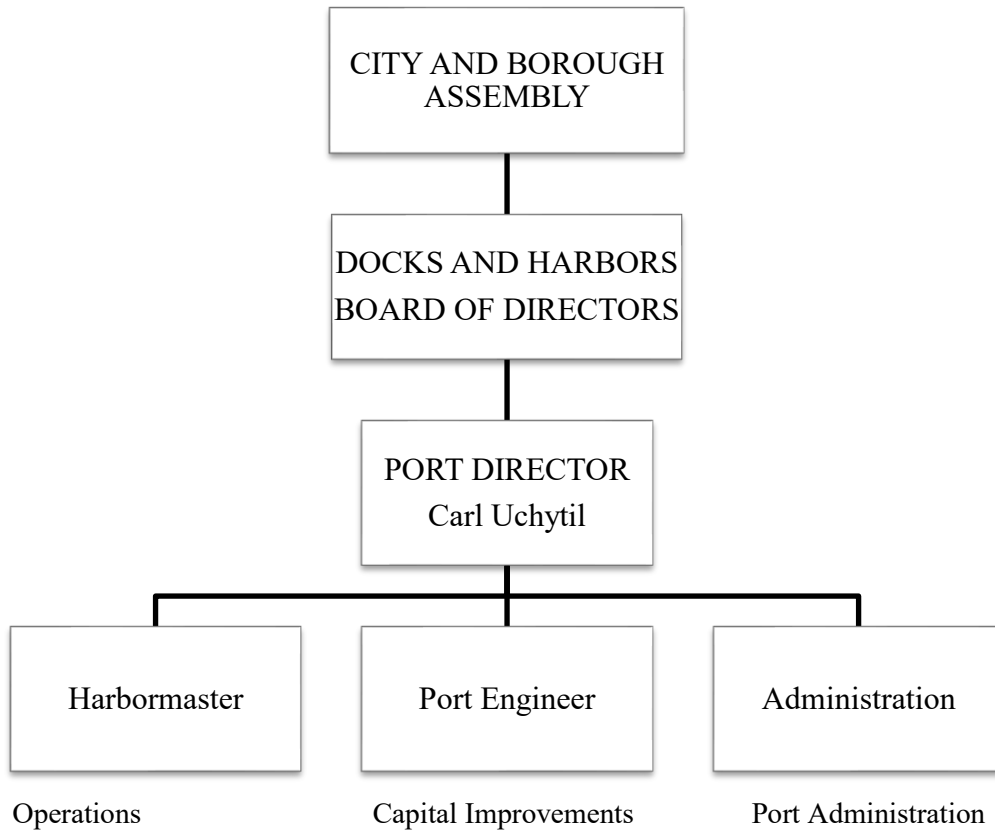 CITY AND BOROUGH
ASSEMBLY
DOCKS AND HARBORS
BOARD OF DIRECTORS
PORT DIRECTOR
Carl Uchytil
Harbormaster
Port Engineer
Administration
Operations
Capital Improvements
Port Administration